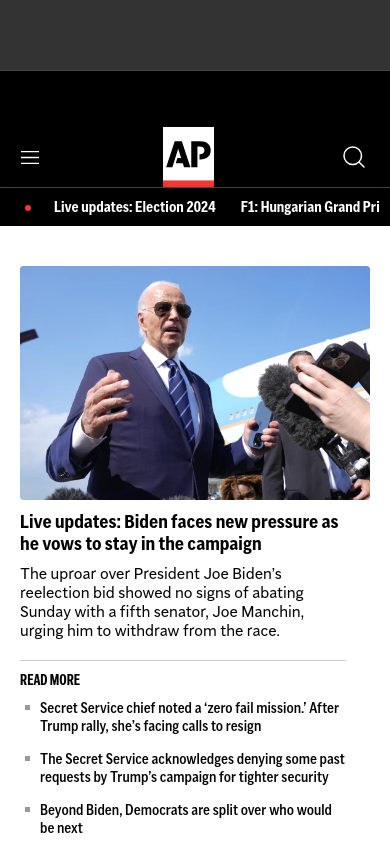 AP
Live updates: Election 2024 F1: Hungarian Grand Pri
Live updates: Biden faces new pressure as
he vows to stay in the campaign
The uproar over President Joe Biden’s
reelection bid showed no signs of abating
Sunday with a fifth senator, Joe Manchin,
urging him to withdraw from the race.
READ MORE
Secret Service chief noted a ‘zero fail mission.’ After
Trump rally, she’s facing calls to resign
The Secret Service acknowledges denying some past
requests by Trump’s campaign for tighter security
Beyond Biden, Democrats are split over who would
be next